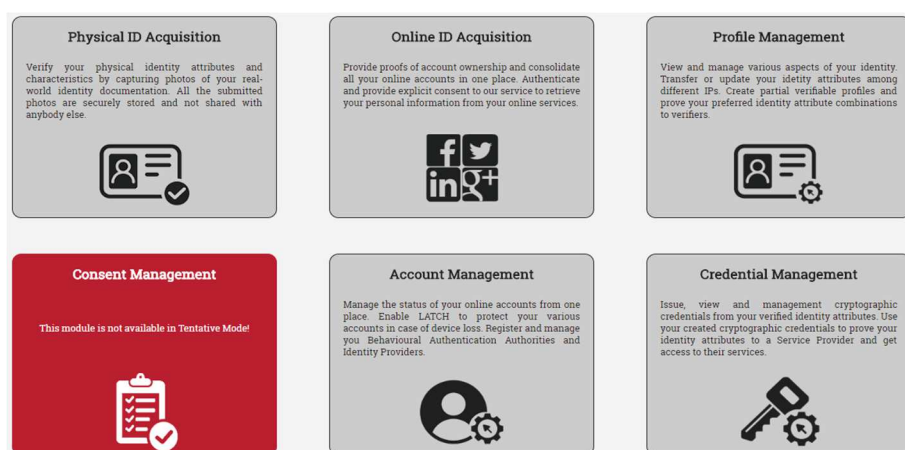 Physical ID Acquisition
Verify your physical identity attributes and
characteristics by capturing photos of your real-
world identity documentation. All the submitted
photos are securely stored and not shared with
anybody else.
Online ID Acquisition
Provide proofs of account ownership and consolidate
all your online accounts in one place. Authenticate
and provide explicit consent to our service to retrieve
your personal information from your online services.
f
in
g+
Profile Management
View and manage various aspects of your identity.
Transfer or update your idetity attributes among
different IPs. Create partial verifiable profiles and
prove your preferred identity attribute combinations
to verifiers.
Consent Management
This module is not available in Tentative Mode!
Account Management
Manage the status of your online accounts from one
place. Enable LATCH to protect your various
accounts in case of device loss. Register and manage
you Behavioural Authentication Authorities and
Identity Providers.
Credential Management
Issue, view and management cryptographic
credentials from your verified identity attributes. Use
your created cryptographic credentials to prove your
identity attributes to a Service Provider and get
access to their services.